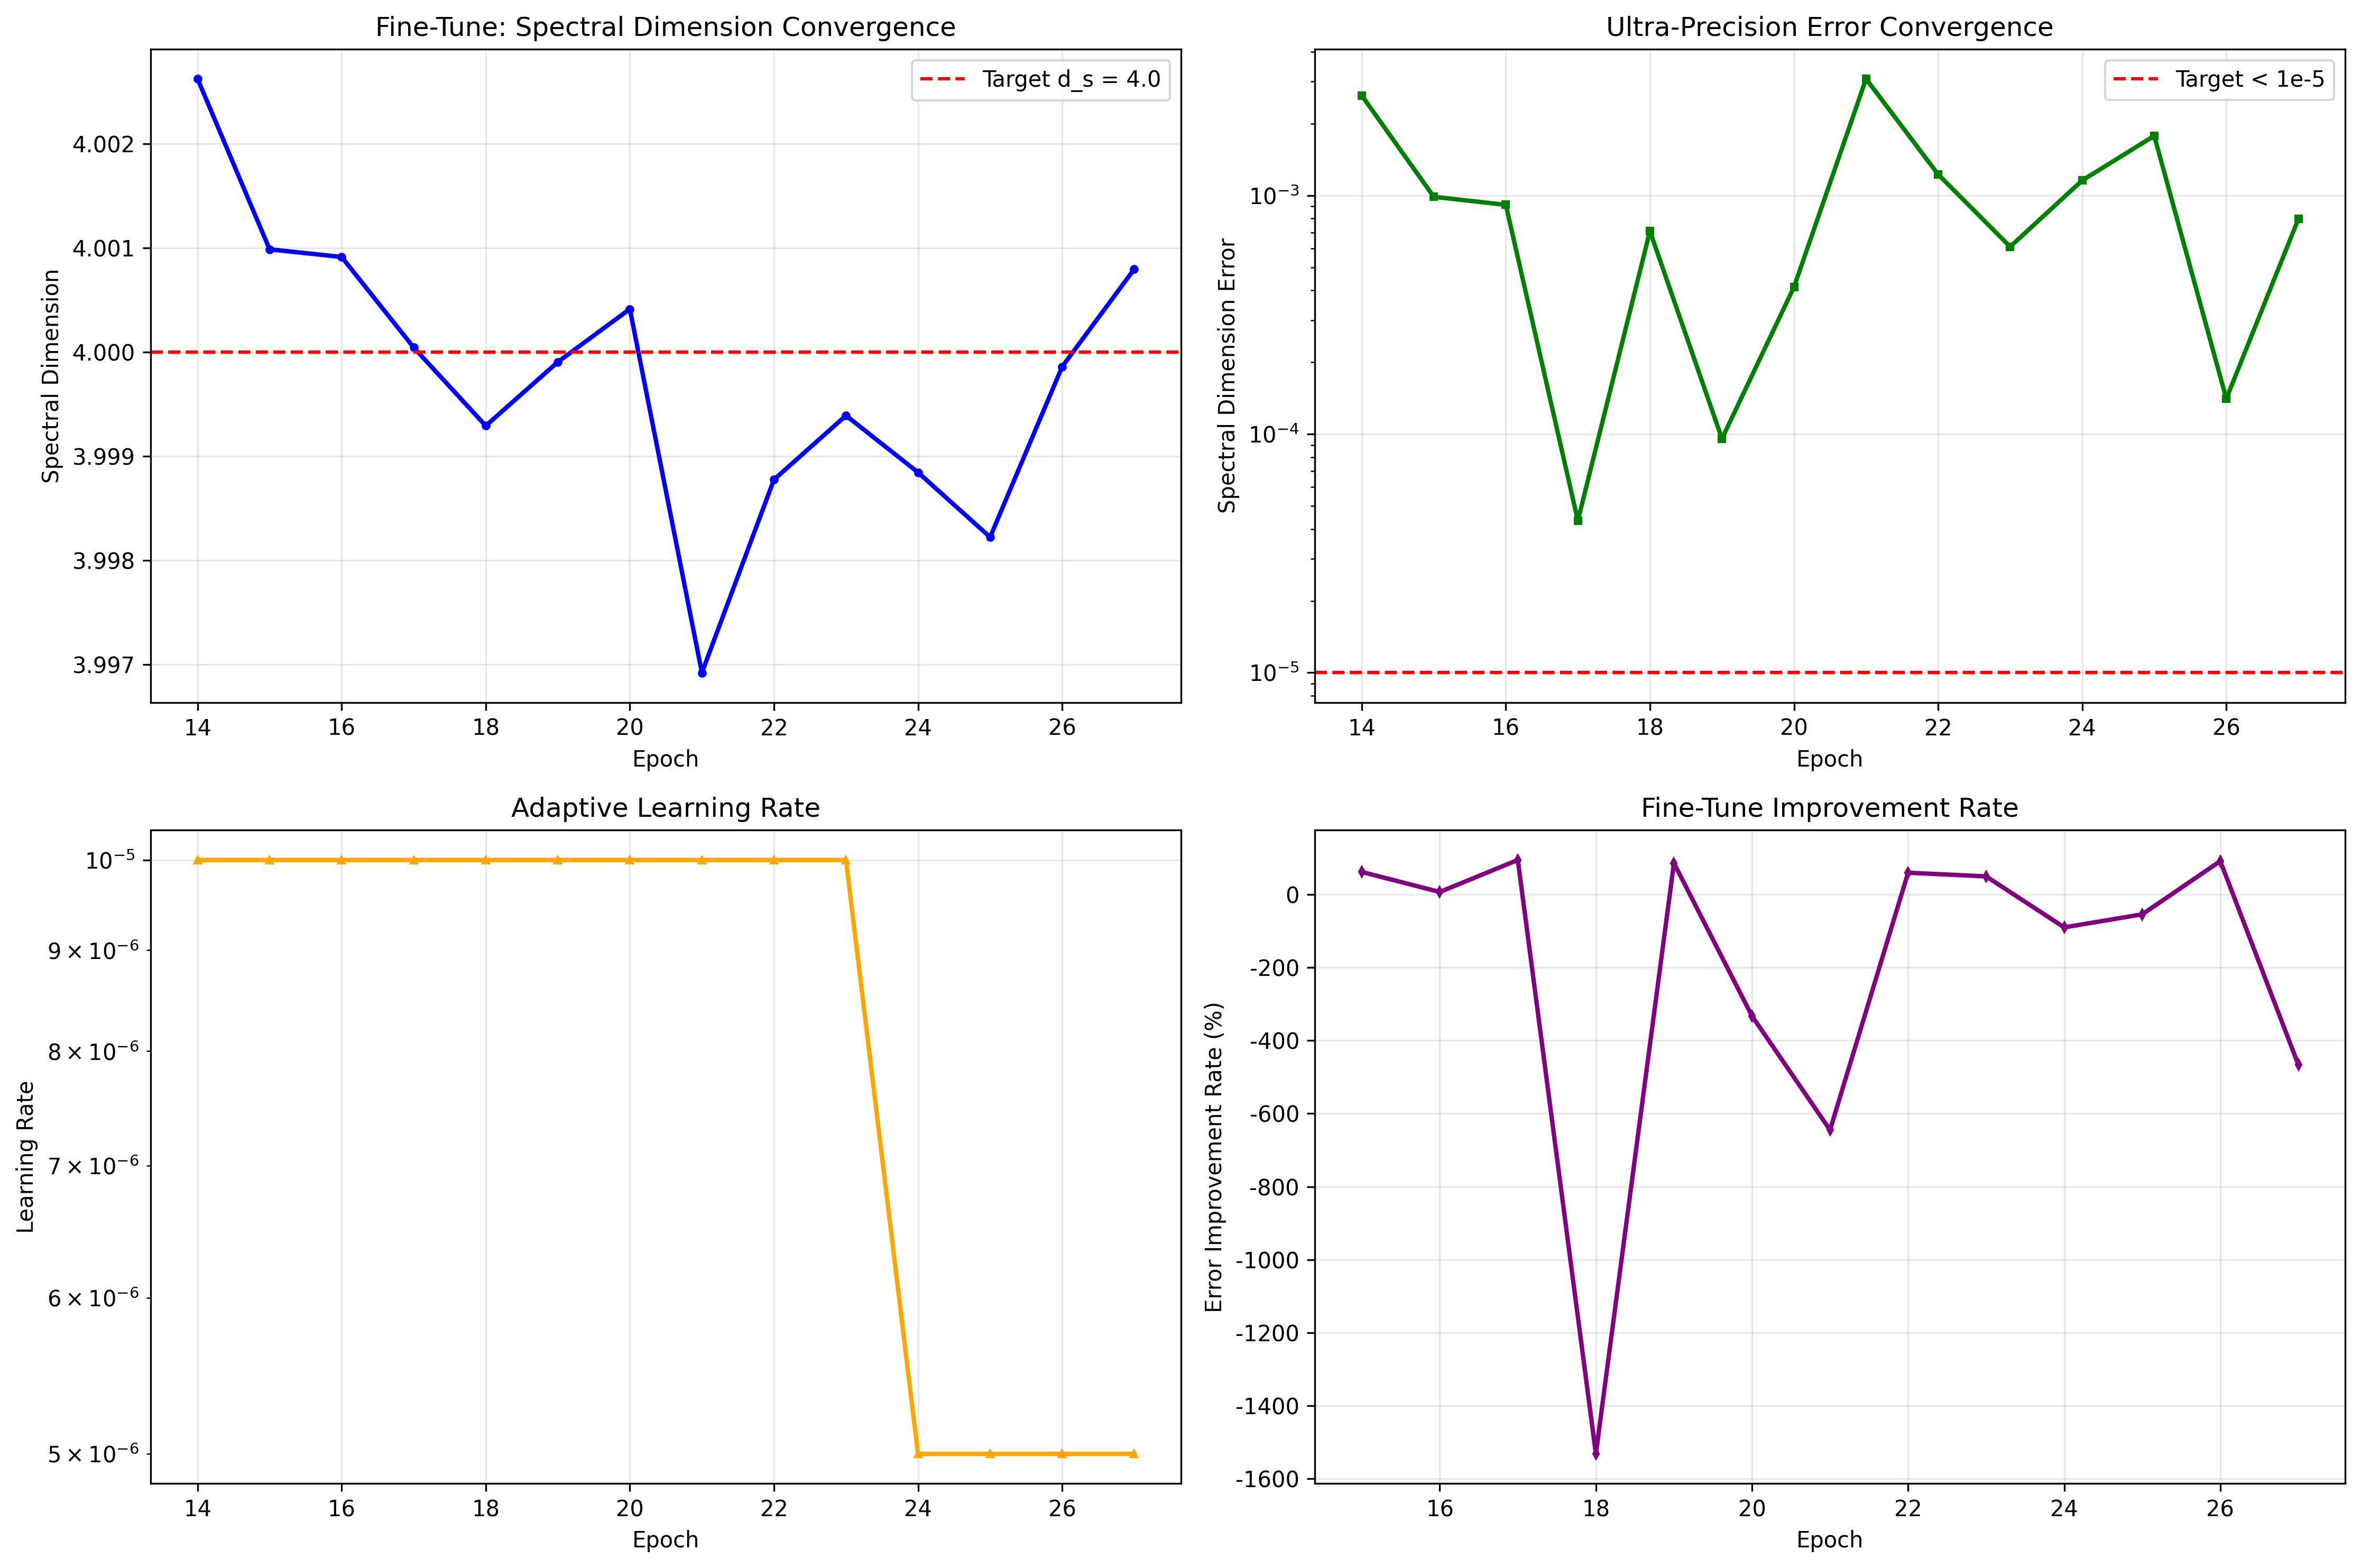 Fine-Tune: Spectral Dimension Convergence
Target d_s = 4.0
Spectral Dimension
4.002
4.001
4.000
3.999
3.998
3.997
14 16 18 20 22 24 26
Epoch
Ultra-Precision Error Convergence
Target < 1e-5
Spectral Dimension Error
10⁻³
10⁻⁴
10⁻⁵
14 16 18 20 22 24 26
Epoch
Adaptive Learning Rate
Learning Rate
10⁻⁵
9 × 10⁻⁶
8 × 10⁻⁶
7 × 10⁻⁶
6 × 10⁻⁶
5 × 10⁻⁶
14 16 18 20 22 24 26
Epoch
Fine-Tune Improvement Rate
Error Improvement Rate (%)
0
-200
-400
-600
-800
-1000
-1200
-1400
-1600
16 18 20 22 24 26
Epoch